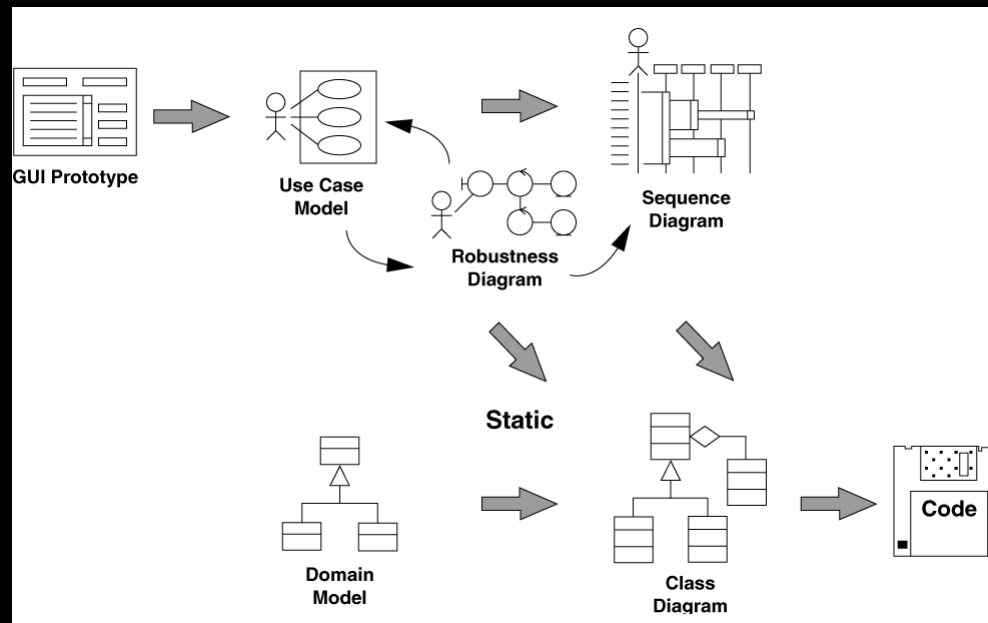 GUI Prototype
Use Case
Model
Robustness
Diagram
Sequence
Diagram
Static
Domain
Model
Class
Diagram
Code